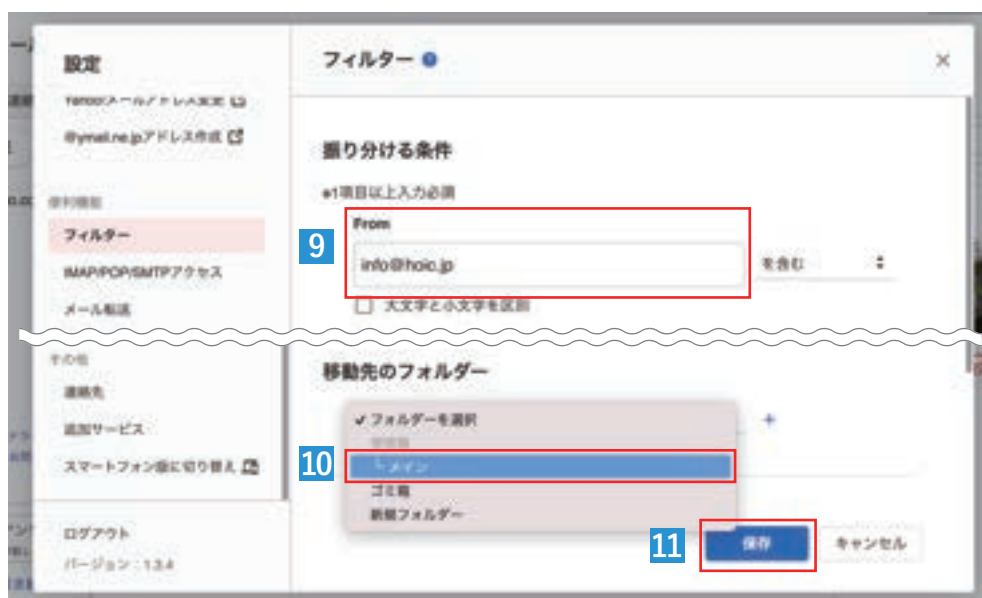 設定
Yahoo!メールアドレス変更
@ymail.ne.jpアドレス作成
便利機能
フィルター
IMAP/POP/SMTPアクセス
メール転送
その他
連絡先
追加サービス
スマートフォン版に切り替え
ログアウト
バージョン：1.3.4
フィルター
振り分ける条件
※1項目以上入力必須
From
9
info@hoic.jp
を含む
大文字と小文字を区別
移動先のフォルダー
✓ フォルダーを選択
受信箱
10
└ メイン
ゴミ箱
新規フォルダー
11
保存
キャンセル